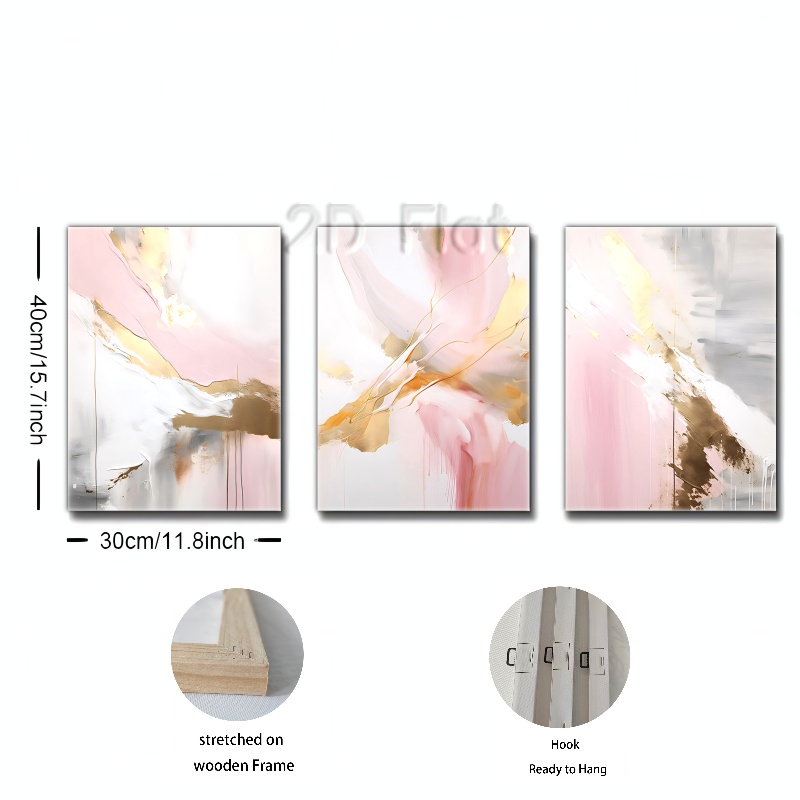 2D Flat
40cm/15.7inch
30cm/11.8inch
stretched on
wooden Frame
Hook
Ready to Hang